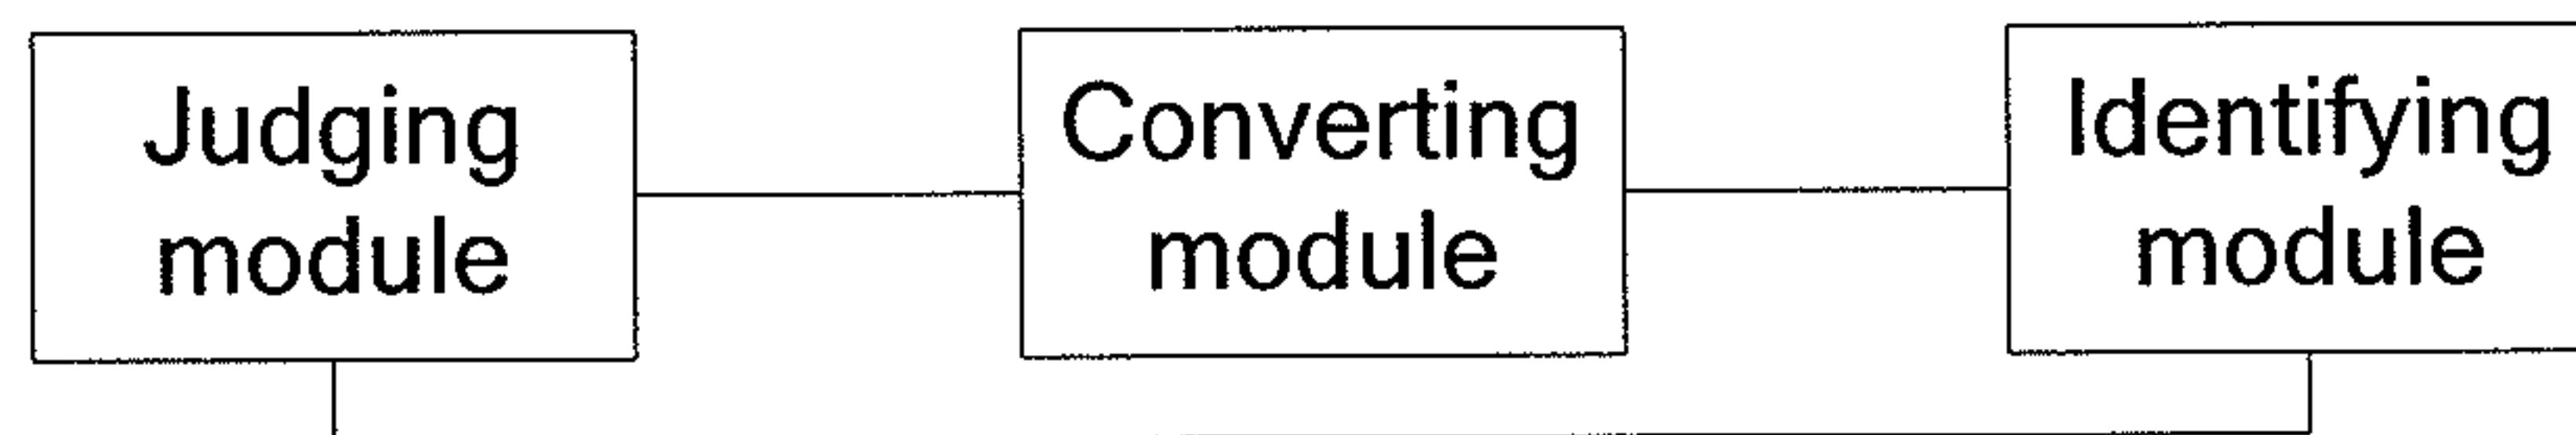 Judging
module
Converting
module
Identifying
module